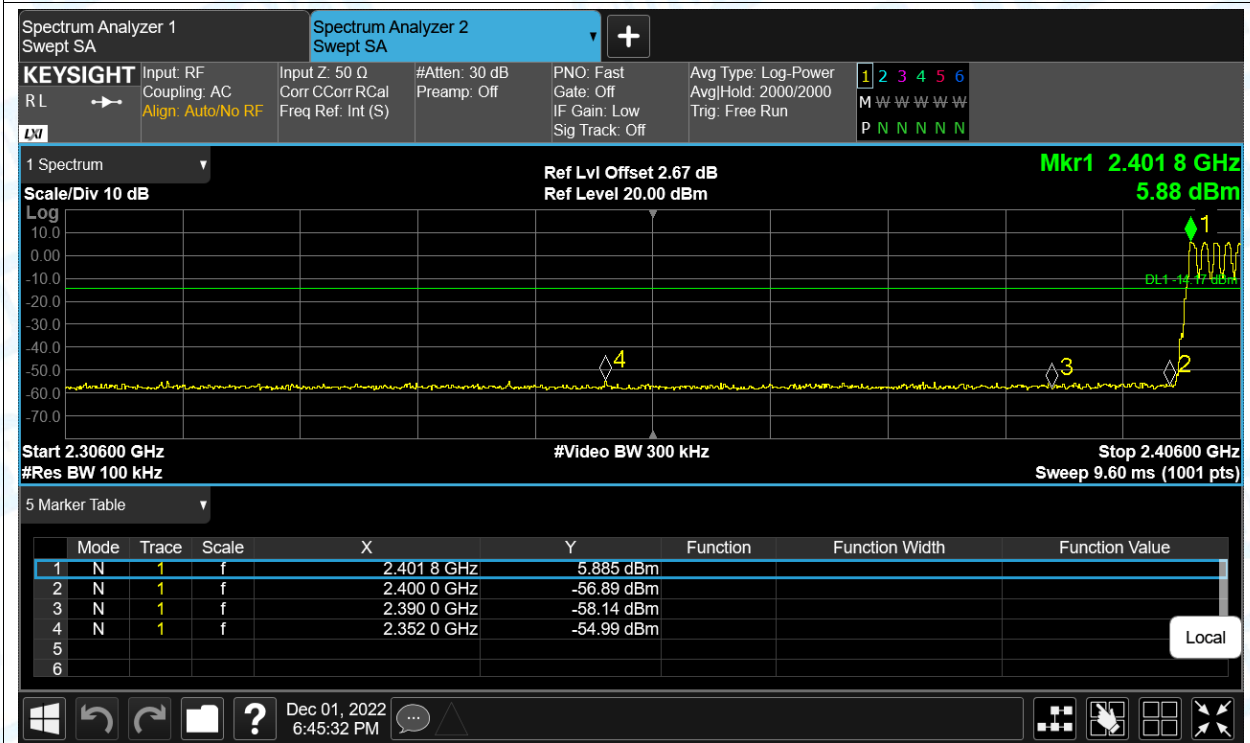 Spectrum Analyzer 1
Swept SA
Spectrum Analyzer 2
Swept SA
KEYSIGHT
R L
LXI
Input: RF
Coupling: AC
Align: Auto/No RF
Input Z: 50 Ω
Corr CCorr RCal
Freq Ref: Int (S)
#Atten: 30 dB
Preamp: Off
PNO: Fast
Gate: Off
IF Gain: Low
Sig Track: Off
Avg Type: Log-Power
Avg|Hold: 2000/2000
Trig: Free Run
1 2 3 4 5 6
M W W W W W
P N N N N N
1 Spectrum
Scale/Div 10 dB
Ref Lvl Offset 2.67 dB
Ref Level 20.00 dBm
Mkr1 2.401 8 GHz
5.88 dBm
Log
10.0
0.00
-10.0
-20.0
-30.0
-40.0
-50.0
-60.0
-70.0
1
DL1 -14.17 dBm
4
3
2
Start 2.30600 GHz
#Video BW 300 kHz
Stop 2.40600 GHz
#Res BW 100 kHz
Sweep 9.60 ms (1001 pts)
5 Marker Table
Mode Trace Scale X Y Function Function Width Function Value
1 N 1 f 2.401 8 GHz 5.885 dBm
2 N 1 f 2.400 0 GHz -56.89 dBm
3 N 1 f 2.390 0 GHz -58.14 dBm
4 N 1 f 2.352 0 GHz -54.99 dBm
5
6
Local
?
Dec 01, 2022
6:45:32 PM